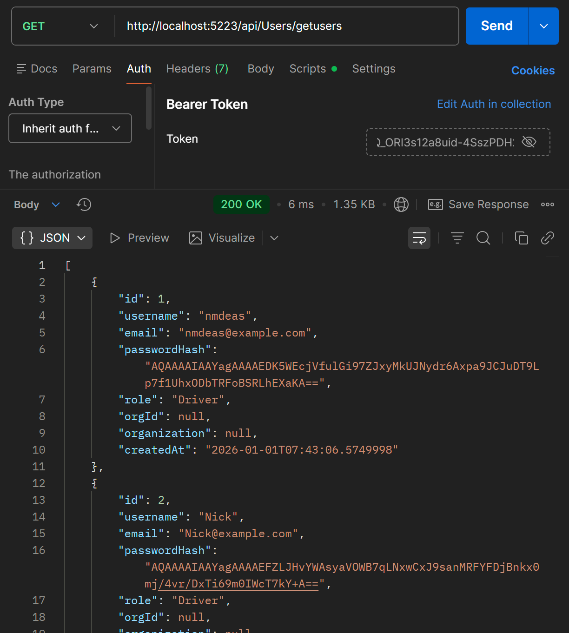 GET http://localhost:5223/api/Users/getusers Send
Docs Params Auth Headers (7) Body Scripts Settings Cookies
Auth Type
Inherit auth f...
The authorization
Bearer Token Edit Auth in collection
Token _ORI3s12a8uid-4SszPDH
Body 200 OK • 6 ms • 1.35 KB • e.g. Save Response
{} JSON Preview Visualize
1 [
2 {
3 "id": 1,
4 "username": "nmdeas",
5 "email": "nmdeas@example.com",
6 "passwordHash":
"AQAAAAIAAYagAAAAEDK5WEcjVfulGi97ZJxyMkUJNydr6Axpa9JCJuDT9L
p7f1UhxODbTRFoBSRLhEXaKA==",
7 "role": "Driver",
8 "orgId": null,
9 "organization": null,
10 "createdAt": "2026-01-01T07:43:06.5749998"
11 },
12 {
13 "id": 2,
14 "username": "Nick",
15 "email": "Nick@example.com",
16 "passwordHash":
"AQAAAAIAAYagAAAAEFZLJHvYWAsyaVOWB7qLNxwCxJ9sanMRFYFDjBnkx0
mj/4vr/DxTi69m0IWcT7kY+A==",
17 "role": "Driver",
18 "orgId": null,